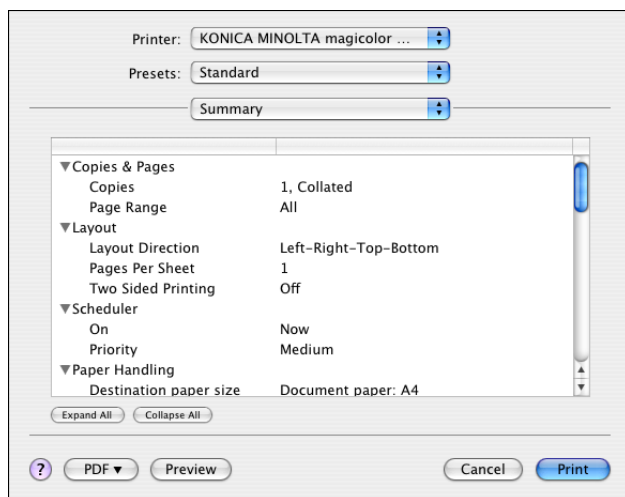 Printer: KONICA MINOLTA magicolor ...
Presets: Standard
Summary
▼Copies & Pages
Copies 1, Collated
Page Range All
▼Layout
Layout Direction Left-Right-Top-Bottom
Pages Per Sheet 1
Two Sided Printing Off
▼Scheduler
On Now
Priority Medium
▼Paper Handling
Destination paper size Document paper: A4
Expand All Collapse All
? PDF ▼ Preview Cancel Print